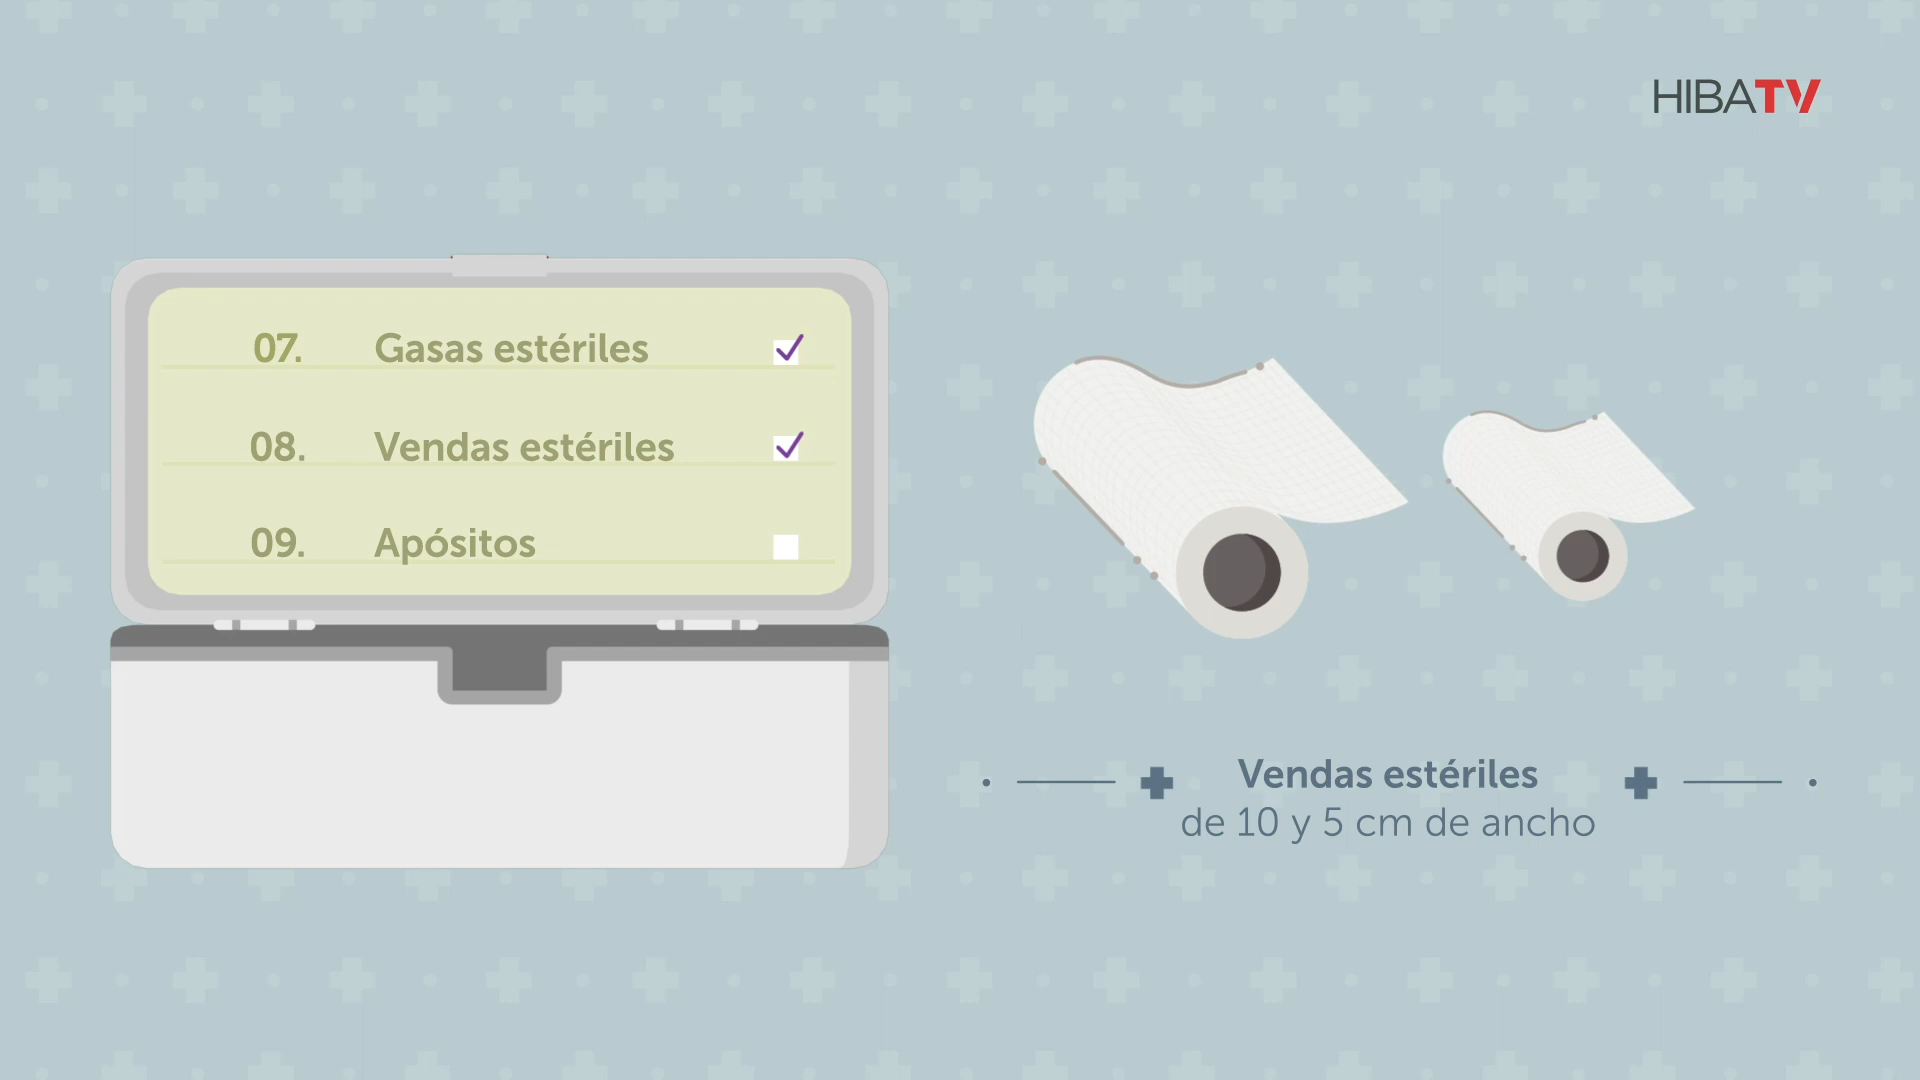 HIBATV
07. Gasas estériles
08. Vendas estériles
09. Apósitos
Vendas estériles
de 10 y 5 cm de ancho